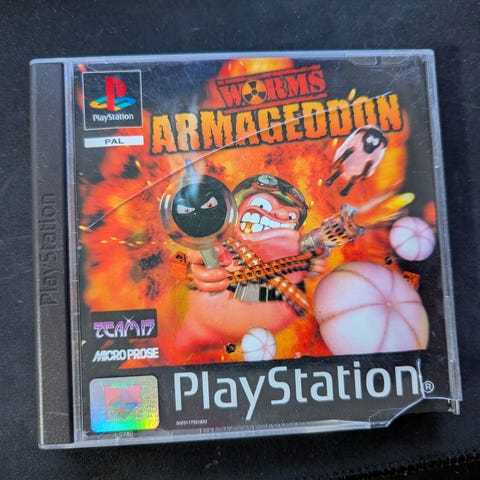 PlayStation
PlayStation
PAL
WORMS
ARMAGEDDON
TEAM17
MICROPROSE
PlayStation®